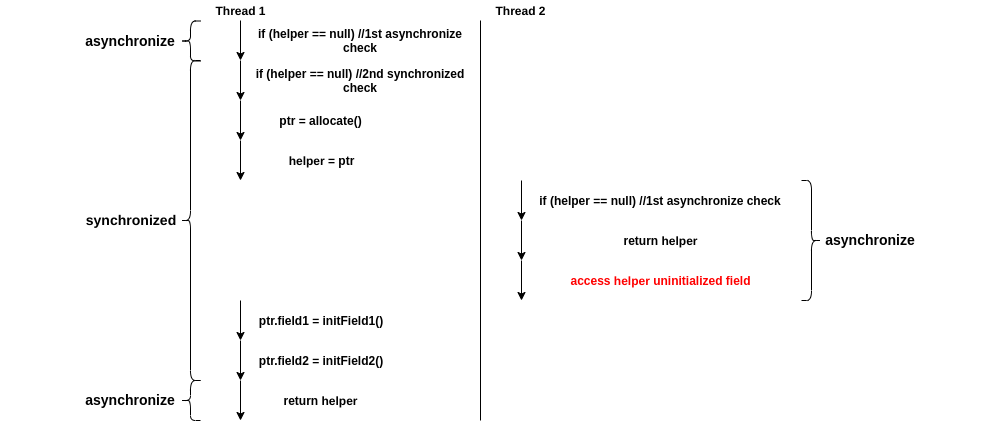 Thread 1
Thread 2
asynchronize
if (helper == null) //1st asynchronize
check
if (helper == null) //2nd synchronized
check
ptr = allocate()
helper = ptr
synchronized
if (helper == null) //1st asynchronize check
return helper
asynchronize
access helper uninitialized field
ptr.field1 = initField1()
ptr.field2 = initField2()
asynchronize
return helper